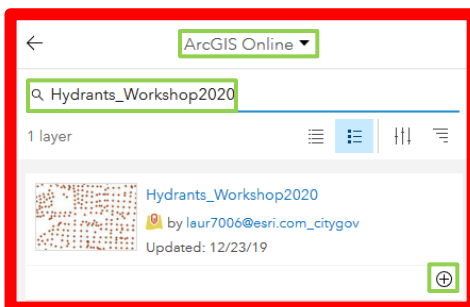 ArcGIS Online
Hydrants_Workshop2020
1 layer
Hydrants_Workshop2020
by laur7006@esri.com_citygov
Updated: 12/23/19